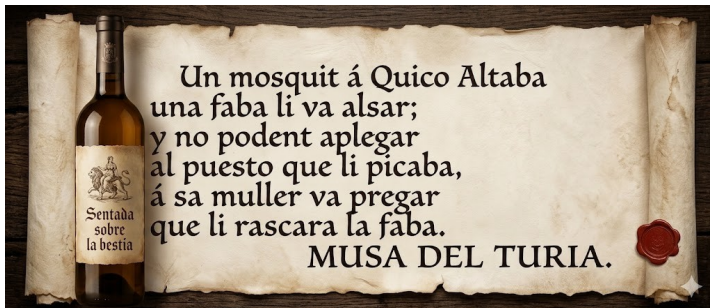 Un mosquit á Quico Altaba
una faba li va alsar;
y no podent aplegar
al puesto que li picaba,
á sa muller va pregar
que li rascara la faba.
MUSA DEL TURIA.
Sentada
sobre
la bestia